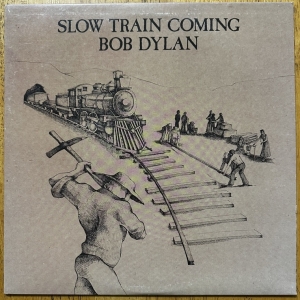 SLOW TRAIN COMING
BOB DYLAN